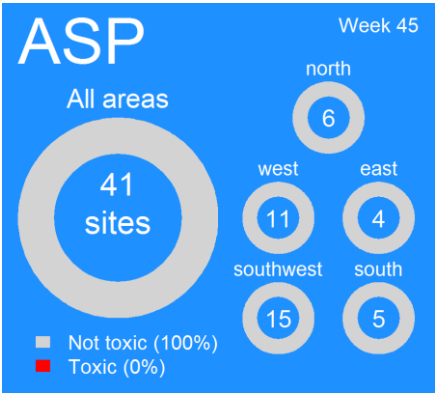 ASP
Week 45
All areas
41
sites
north
6
west
11
east
4
southwest
15
south
5
Not toxic (100%)
Toxic (0%)